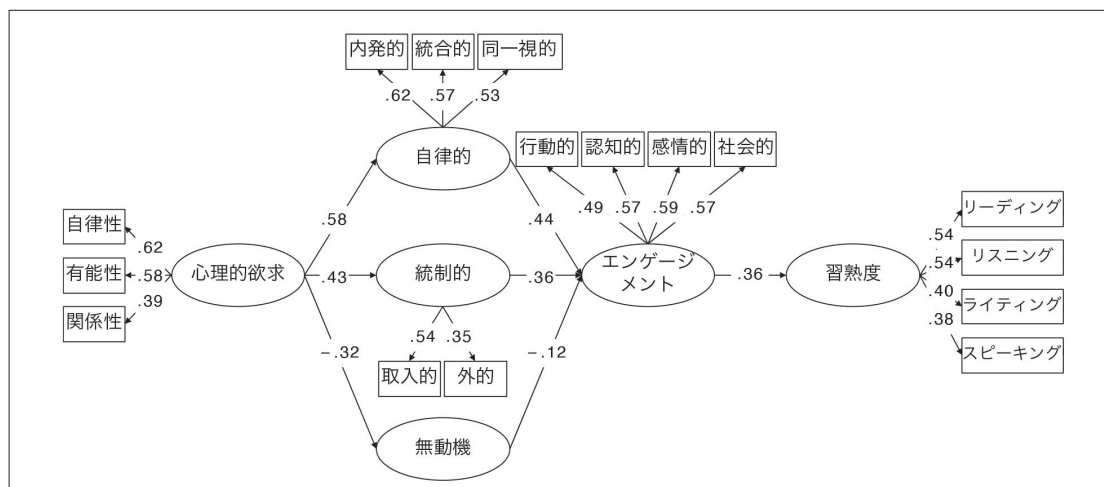 内発的 統合的 同一視的
.62 .57 .53
自律的
行動的 認知的 感情的 社会的
.49 .57 .59 .57
.58
.44
自律性
有能性
関係性
.62
.58
.39
心理的欲求
.43
統制的
.36
エンゲージ
メント
.36
習熟度
.54
.54
.40
.38
リーディング
リスニング
ライティング
スピーキング
.54 .35
取入的 外的
-.32
-.12
無動機